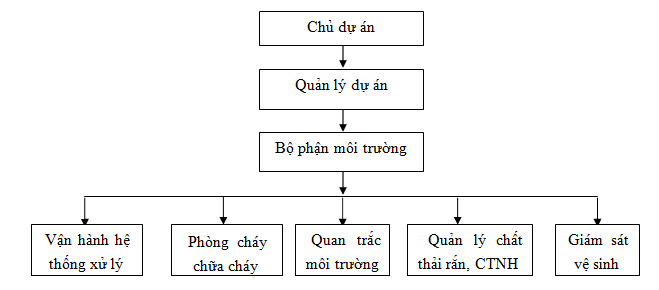 Chủ dự án
Quản lý dự án
Bộ phận môi trường
Vận hành hệ
thống xử lý
Phòng cháy
chữa cháy
Quan trắc
môi trường
Quản lý chất
thải rắn, CTNH
Giám sát
vệ sinh